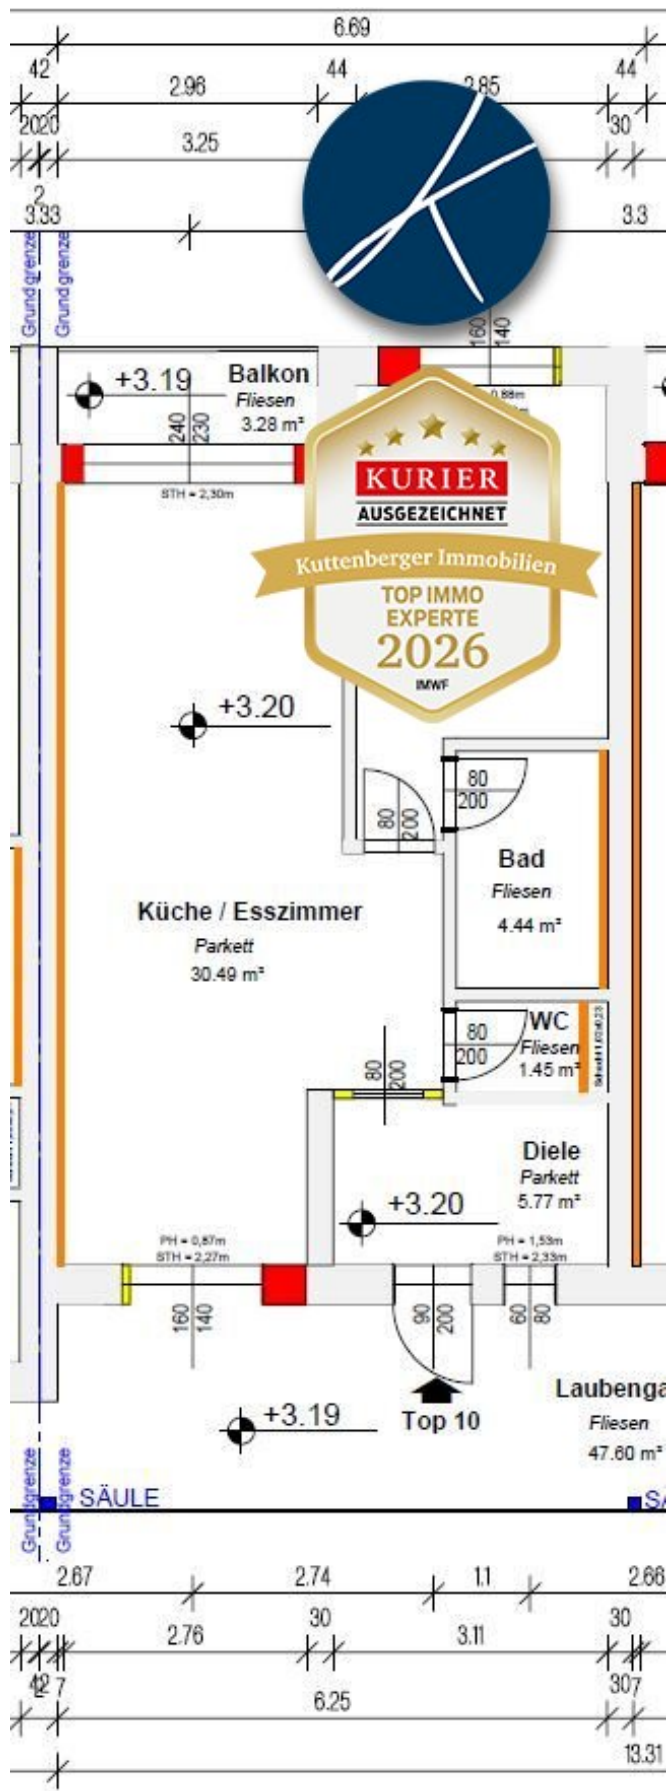 6.69
42
2.96
44
2.85
44
2020
3.25
30
2
3.33
3.3
Grundgrenze
Grundgrenze
160
140
+3.19
Balkon
Fliesen
3.28 m²
240
230
STH = 2,30m
KURIER
AUSGEZEICHNET
Kuttenberger Immobilien
TOP IMMO
EXPERTE
2026
IMWF
+3.20
80
200
80
200
Bad
Fliesen
4.44 m²
Küche / Esszimmer
Parkett
30.49 m²
80
200
WC
Fliesen
1.45 m²
80
200
Diele
Parkett
5.77 m²
+3.20
PH = 0,87m
STH = 2,27m
PH = 1,53m
STH = 2,33m
160
140
90
200
60
80
+3.19
Top 10
Laubenga
Fliesen
47.60 m²
Grundgrenze
Grundgrenze
SÄULE
SÄ
2.67
2.74
1.1
2.66
2020
2.76
30
3.11
30
42
7
6.25
307
13.31